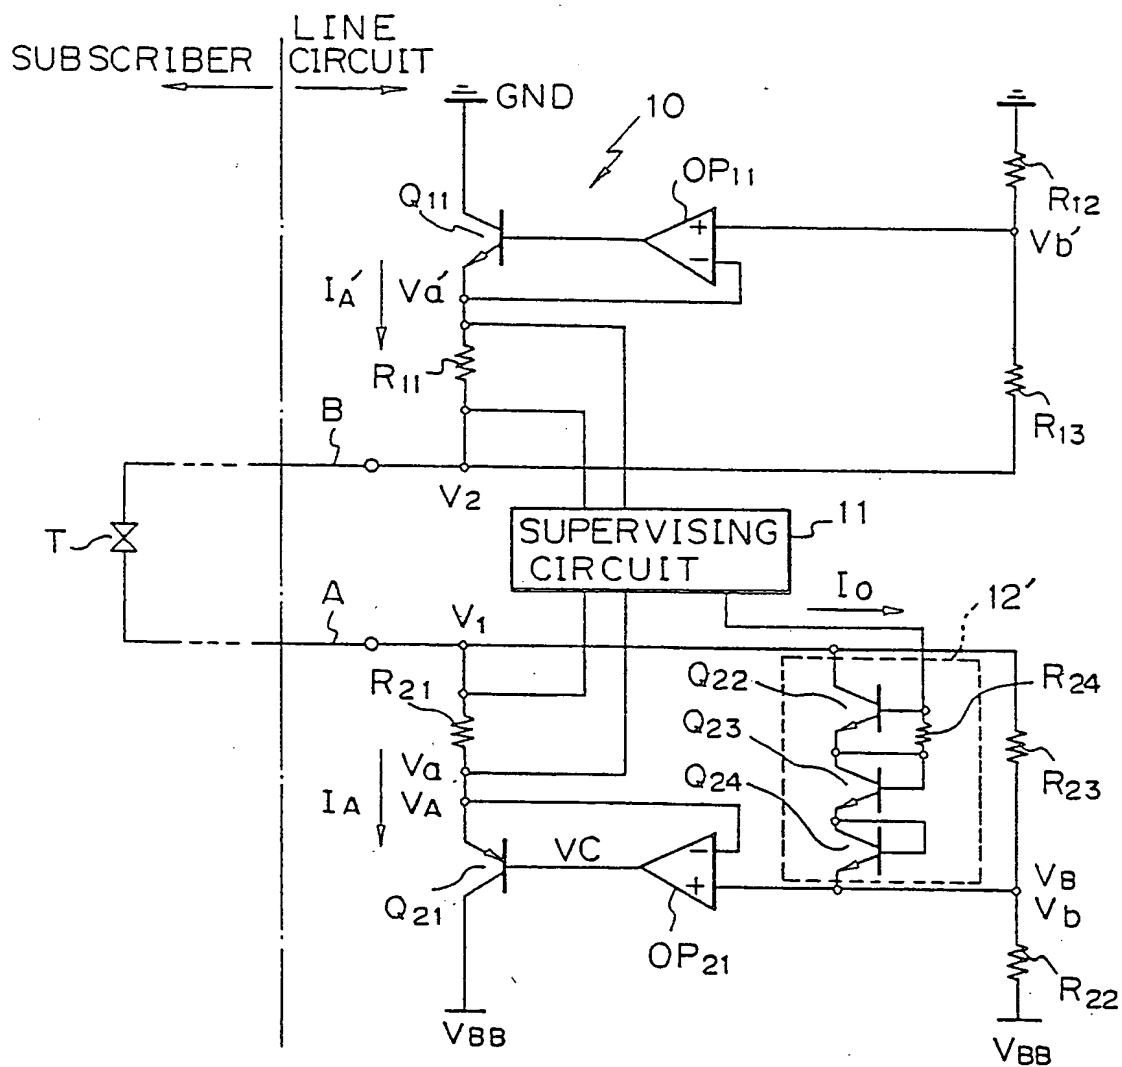 SUBSCRIBER
LINE
CIRCUIT
GND
10
OP11
Q11
R12
Vb'
IA'
Va'
R11
R13
B
V2
T
SUPERVISING
CIRCUIT
11
IO
12'
A
V1
R21
Q22
R24
Q23
Q24
R23
Va
VA
IA
VC
VB
Vb
Q21
OP21
R22
VBB
VBB